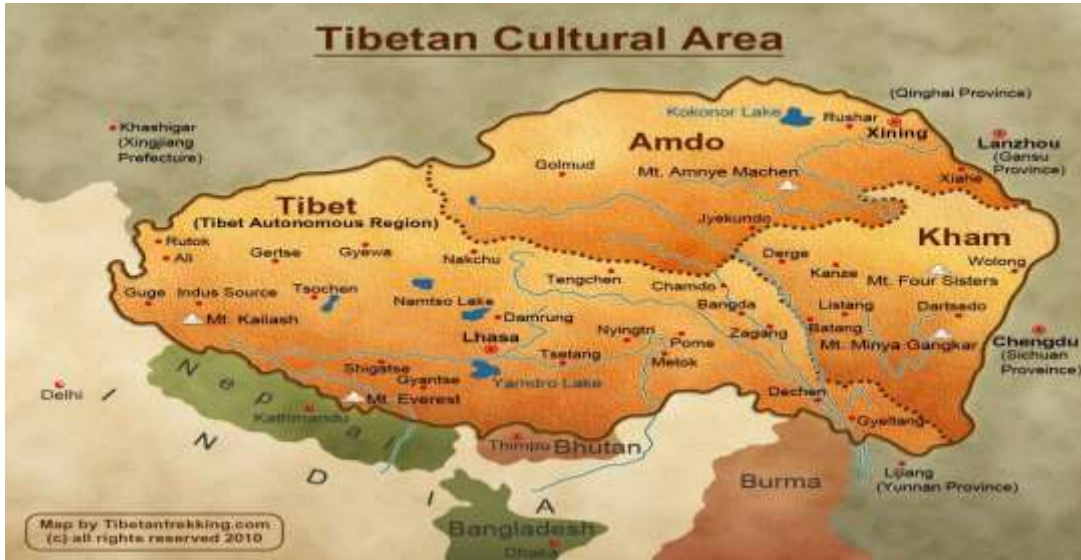 Tibetan Cultural Area
(Qinghai Province)
Kokonor Lake
Rushar
Xining
Khashigar
(Xingjiang
Prefecture)
Amdo
Lanzhou
(Gansu
Province)
Golmud
Mt. Amnye Machen
Xiahe
Tibet
(Tibet Autonomous Region)
Jyekundo
Kham
Rutok
Ali
Gertse
Gyewa
Nakchu
Tengchen
Derge
Kanze
Wolong
Mt. Four Sisters
Guge
Indus Source
Tsochen
Namtso Lake
Chamdo
Bangda
Listang
Dartsedo
Mt. Kailash
Damrung
Nyingtri
Pome
Zagang
Batang
Lhasa
Mt. Minya Gangkar
Chengdu
(Sichuan
Proveince)
Shigatse
Tsetang
Metok
Gyantse
Yamdro Lake
Mt. Everest
Dechen
Delhi
Nepal
Kathmandu
Gyeltang
Thimpu
Bhutan
INDIA
Burma
Lijiang
(Yunnan Province)
Bangladesh
Dhaka
Map by Tibetantrekking.com
(c) all rights reserved 2010